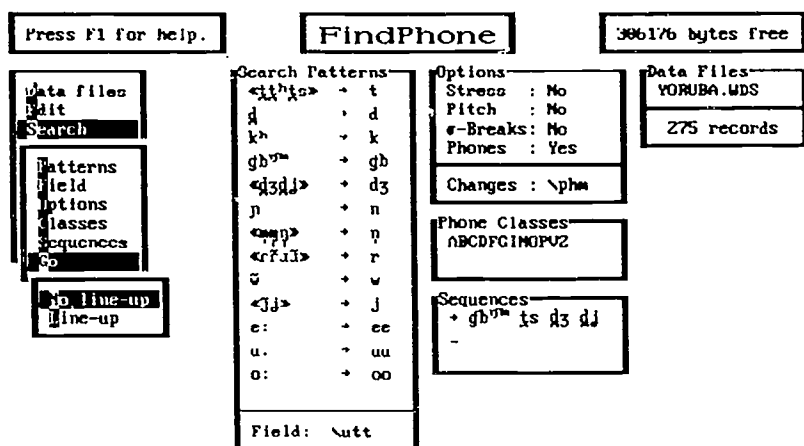 Press F1 for help.
FindPhone
306176 bytes free
Data files
Edit
Search
Patterns
Field
Options
Classes
Sequences
Go
No line-up
Line-up
Search Patterns
→ t
d̪ → d
kʰ → k
→ gb
«d̪ʒd̪j» → dʒ
ɲ → n
→ r
w̃ → w
«j̃j» → j
e: → ee
u. → uu
o: → oo
Field: \utt
Options
Stress : No
Pitch : No
σ-Breaks: No
Phones : Yes
Changes : \phm
Phone Classes
ABCDFGIMOPVZ
Sequences
+ t̪s d̪ʒ d̪j
Data Files
YORUBA.WDS
275 records